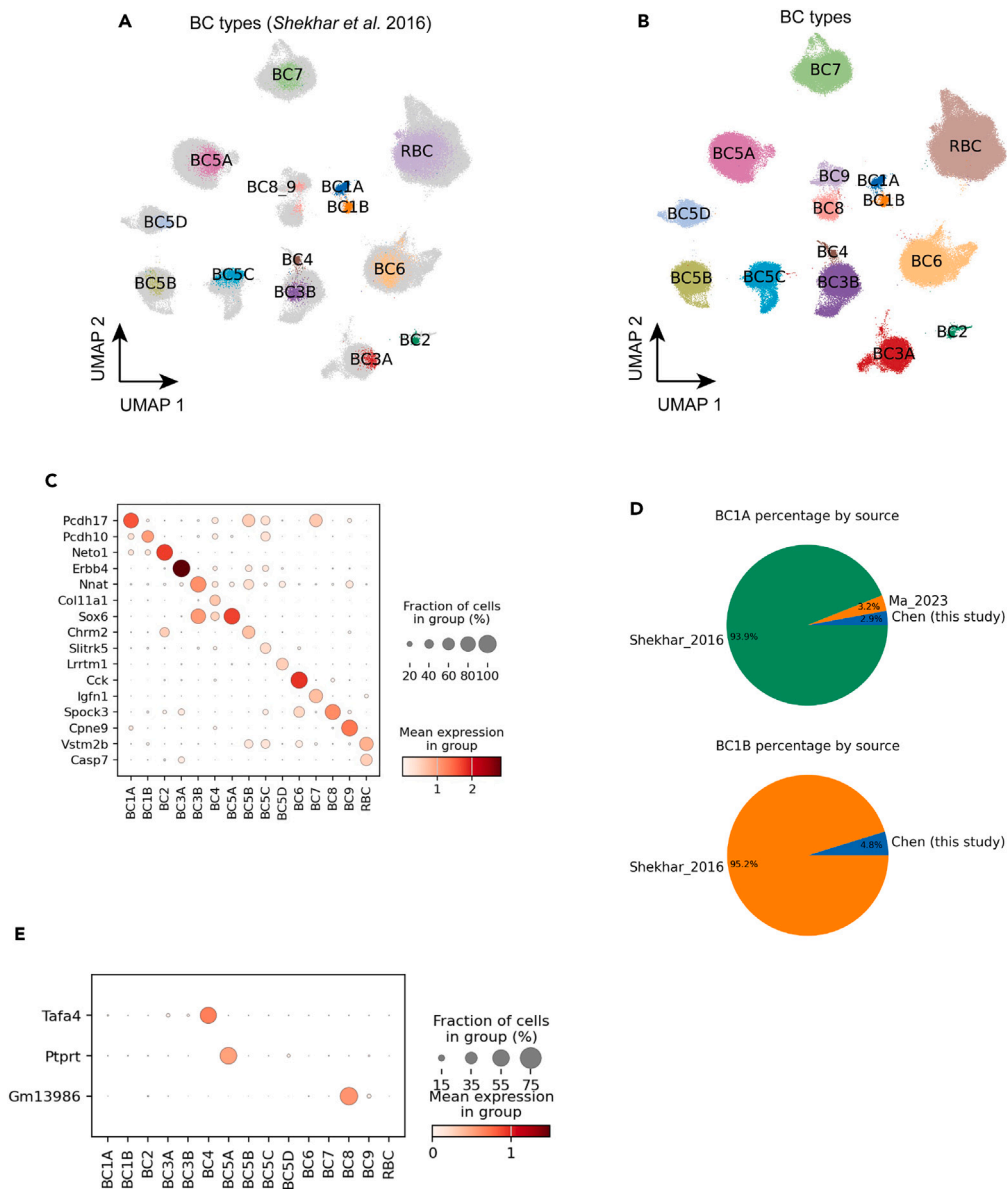 A
BC types (Shekhar et al. 2016)
BC7
RBC
BC5A
BC8_9
BC1A
BC1B
BC5D
BC4
BC6
BC5B
BC5C
BC3B
BC2
BC3A
UMAP 2
UMAP 1
B
BC types
BC7
RBC
BC5A
BC9
BC1A
BC1B
BC8
BC5D
BC4
BC6
BC5B
BC5C
BC3B
BC2
BC3A
UMAP 2
UMAP 1
C
Pcdh17
Pcdh10
Neto1
Erbb4
Nnat
Col11a1
Sox6
Chrm2
Slitrk5
Lrrtm1
Cck
Igfn1
Spock3
Cpne9
Vstm2b
Casp7
BC1A
BC1B
BC2
BC3A
BC3B
BC4
BC5A
BC5B
BC5C
BC5D
BC6
BC7
BC8
BC9
RBC
Fraction of cells
in group (%)
20 40 60 80 100
Mean expression
in group
1 2
D
BC1A percentage by source
Ma_2023
3.2%
Chen (this study)
2.9%
Shekhar_2016
93.9%
BC1B percentage by source
Chen (this study)
4.8%
Shekhar_2016
95.2%
E
Tafa4
Ptprt
Gm13986
BC1A
BC1B
BC2
BC3A
BC3B
BC4
BC5A
BC5B
BC5C
BC5D
BC6
BC7
BC8
BC9
RBC
Fraction of cells
in group (%)
15 35 55 75
Mean expression
in group
0 1